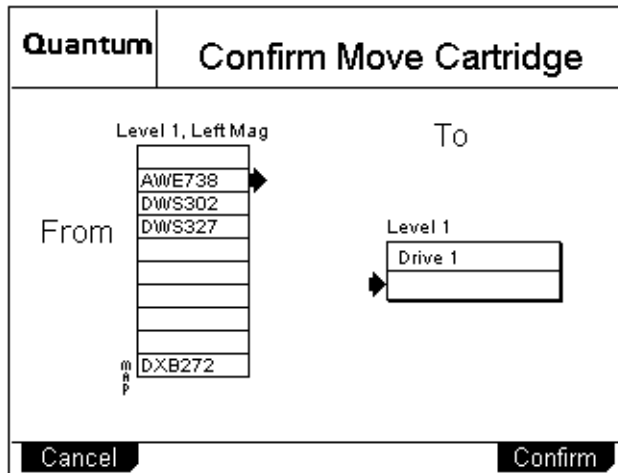 Quantum
Confirm Move Cartridge
Level 1, Left Mag
To
AWE738
DWS302
From
DWS327
Level 1
Drive 1
mAP
DXB272
Cancel
Confirm